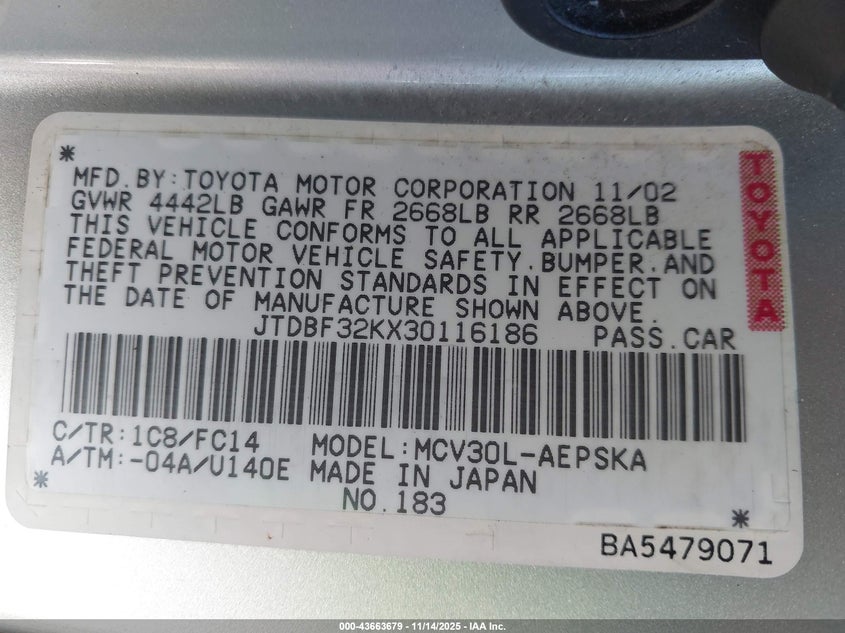 MFD.BY:TOYOTA MOTOR CORPORATION 11/02
GVWR 4442LB GAWR FR 2668LB RR 2668LB
THIS VEHICLE CONFORMS TO ALL APPLICABLE
FEDERAL MOTOR VEHICLE SAFETY.BUMPER.AND
THEFT PREVENTION STANDARDS IN EFFECT ON
THE DATE OF MANUFACTURE SHOWN ABOVE.
JTDBF32KX30116186 PASS.CAR
TOYOTA
C/TR:1C8/FC14 MODEL:MCV30L-AEPSKA
A/TM:-04A/U140E MADE IN JAPAN
NO.183
BA5479071
000-43663679 | 11/14/2025 | IAA Inc.